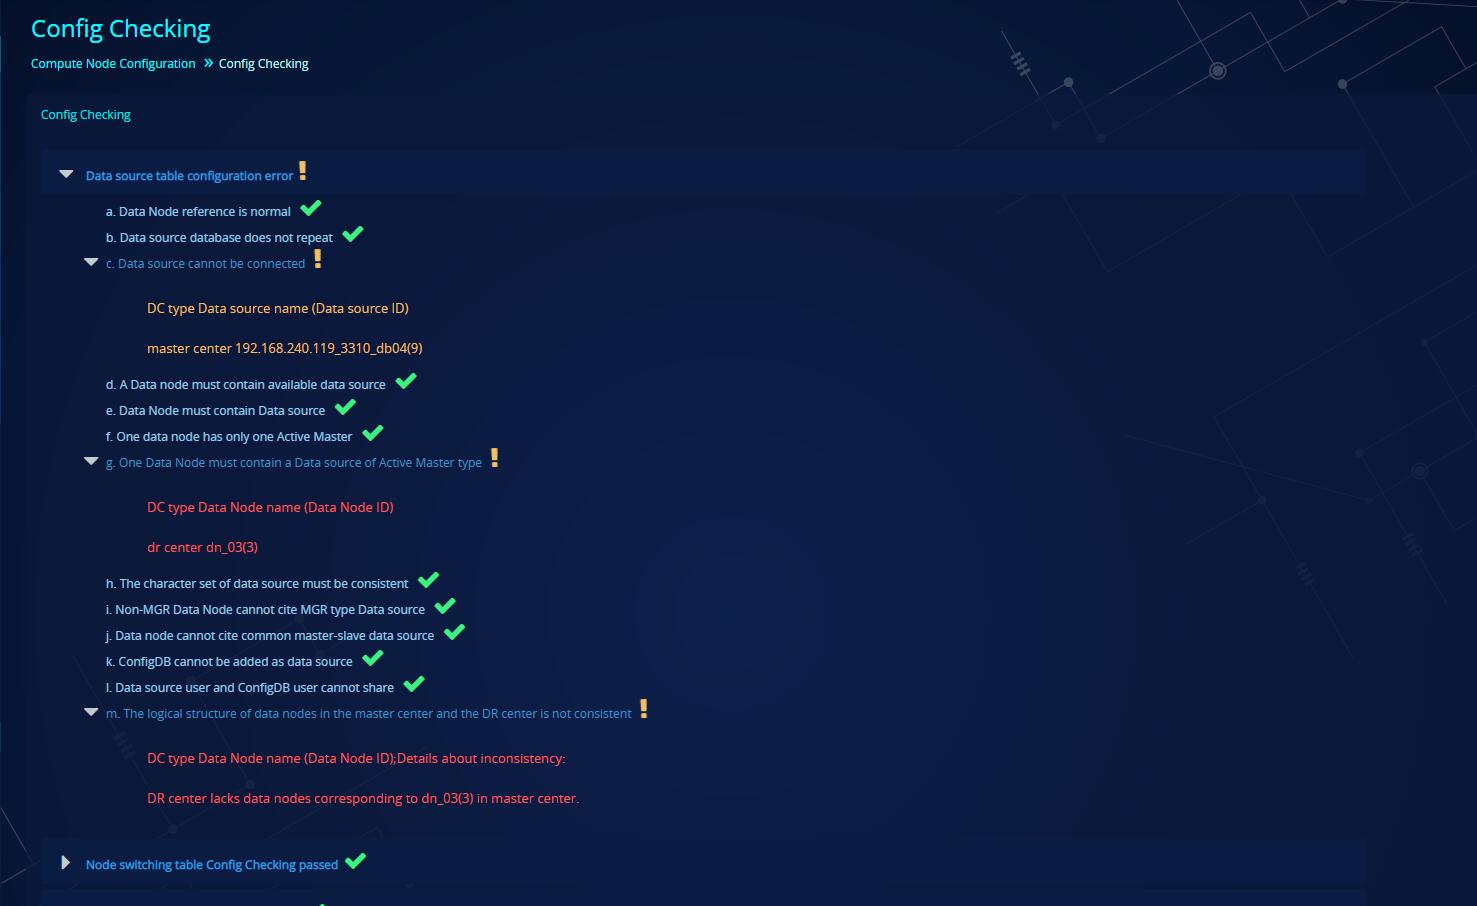 Config Checking
Compute Node Configuration » Config Checking
Config Checking
Data source table configuration error
a. Data Node reference is normal
b. Data source database does not repeat
c. Data source cannot be connected
DC type Data source name (Data source ID)
master center 192.168.240.119_3310_db04(9)
d. A Data node must contain available data source
e. Data Node must contain Data source
f. One data node has only one Active Master
g. One Data Node must contain a Data source of Active Master type
DC type Data Node name (Data Node ID)
dr center dn_03(3)
h. The character set of data source must be consistent
i. Non-MGR Data Node cannot cite MGR type Data source
j. Data node cannot cite common master-slave data source
k. ConfigDB cannot be added as data source
l. Data source user and ConfigDB user cannot share
m. The logical structure of data nodes in the master center and the DR center is not consistent
DC type Data Node name (Data Node ID);Details about inconsistency:
DR center lacks data nodes corresponding to dn_03(3) in master center.
Node switching table Config Checking passed